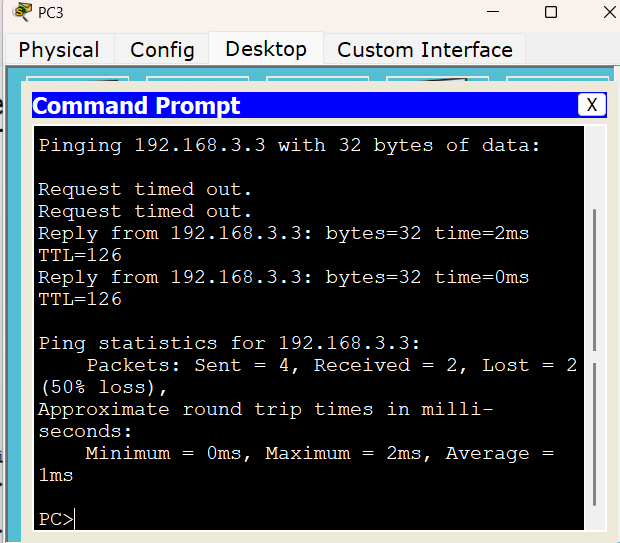 PC3
Physical Config Desktop Custom Interface
Command Prompt X
Pinging 192.168.3.3 with 32 bytes of data:
Request timed out.
Request timed out.
Reply from 192.168.3.3: bytes=32 time=2ms
TTL=126
Reply from 192.168.3.3: bytes=32 time=0ms
TTL=126
Ping statistics for 192.168.3.3:
Packets: Sent = 4, Received = 2, Lost = 2
(50% loss),
Approximate round trip times in milli-
seconds:
Minimum = 0ms, Maximum = 2ms, Average =
1ms
PC>